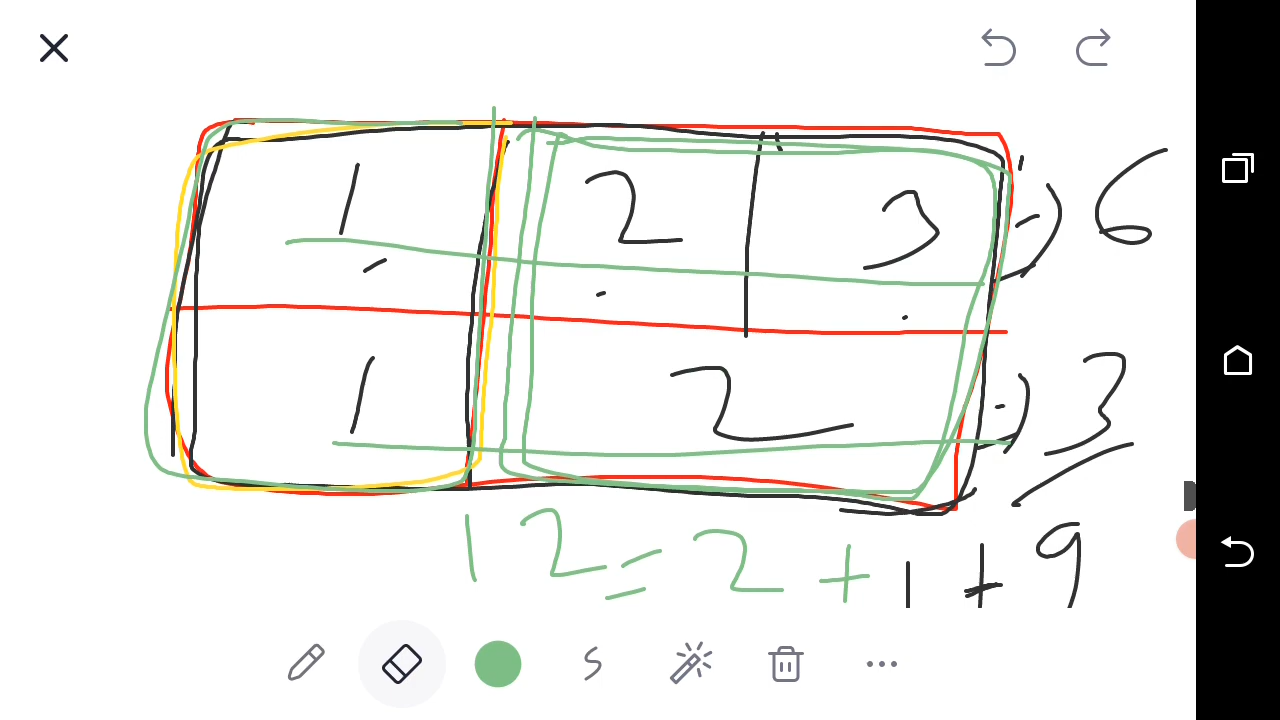 1 2 3 => 6
1 2 => 3
12 = 2 + 1 + 9